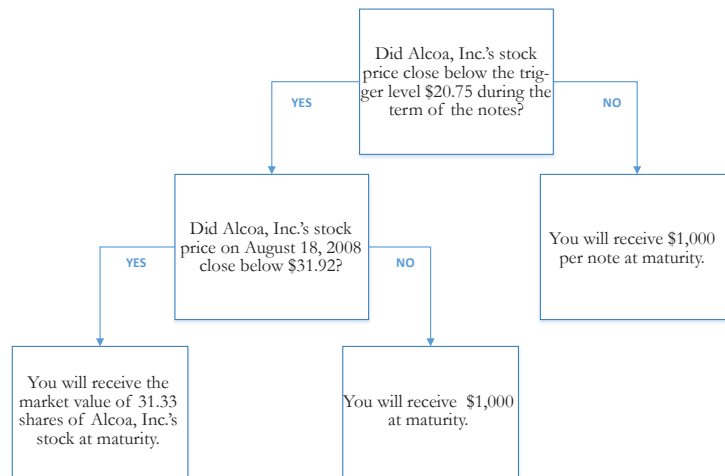 Did Alcoa, Inc.'s stock
price close below the trig-
ger level $20.75 during the
term of the notes?
YES
NO
Did Alcoa, Inc.'s stock
price on August 18, 2008
close below $31.92?
You will receive $1,000
per note at maturity.
YES
NO
You will receive the
market value of 31.33
shares of Alcoa, Inc.'s
stock at maturity.
You will receive $1,000
at maturity.